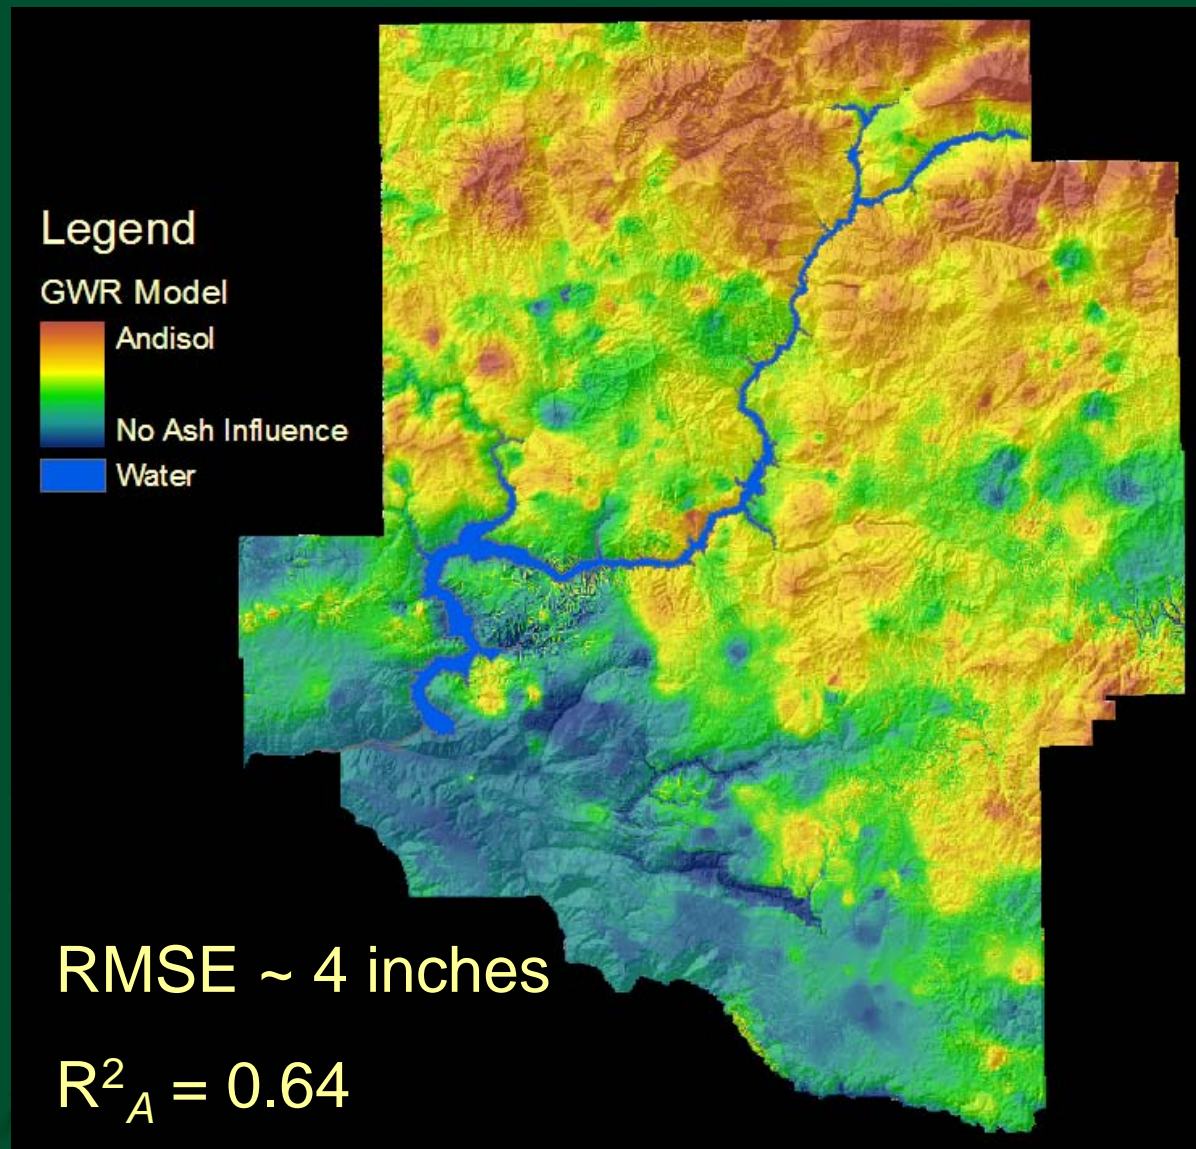 Legend
GWR Model
Andisol
No Ash Influence
Water
RMSE ~ 4 inches
R²A = 0.64